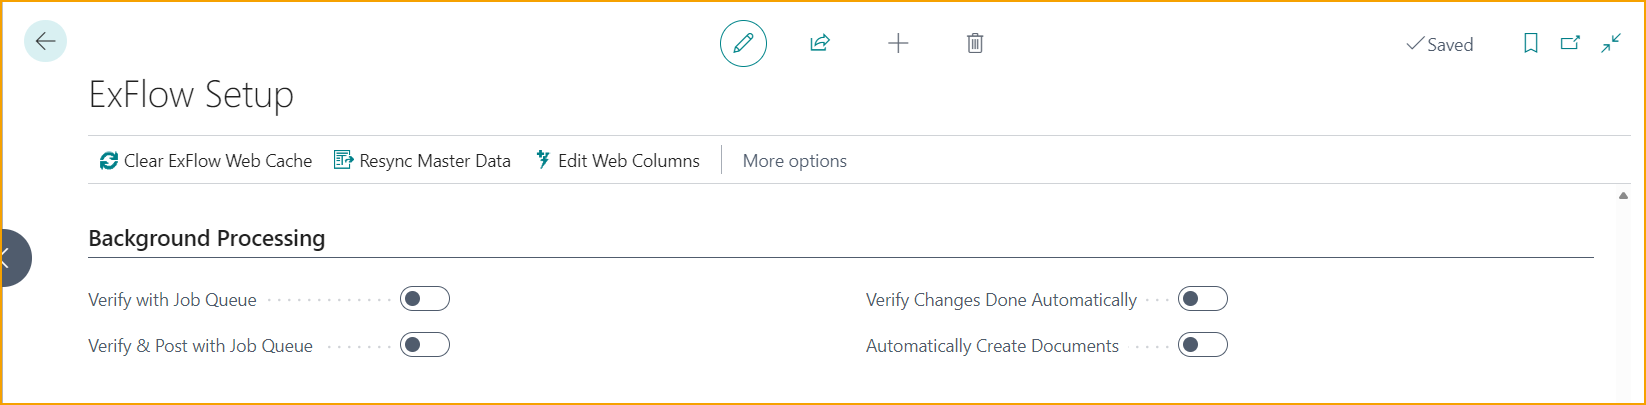 Saved
ExFlow Setup
Clear ExFlow Web Cache Resync Master Data Edit Web Columns More options
Background Processing
Verify with Job Queue Verify Changes Done Automatically
Verify & Post with Job Queue Automatically Create Documents